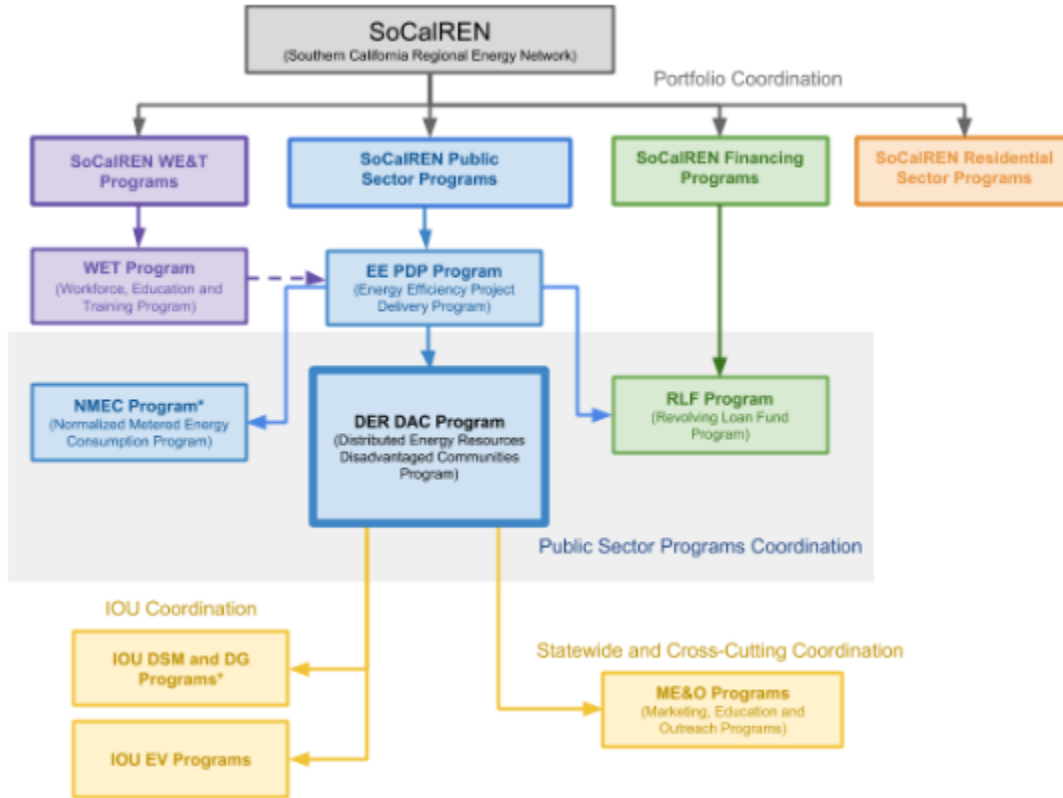 SoCalREN
(Southern California Regional Energy Network)
Portfolio Coordination
SoCalREN WE&T
Programs
SoCalREN Public
Sector Programs
SoCalREN Financing
Programs
SoCalREN Residential
Sector Programs
WET Program
(Workforce, Education and
Training Program)
EE PDP Program
(Energy Efficiency Project
Delivery Program)
NMEC Program*
(Normalized Metered Energy
Consumption Program)
DER DAC Program
(Distributed Energy Resources
Disadvantaged Communities
Program)
RLF Program
(Revolving Loan Fund
Program)
Public Sector Programs Coordination
IOU Coordination
IOU DSM and DG
Programs*
IOU EV Programs
Statewide and Cross-Cutting Coordination
ME&O Programs
(Marketing, Education and
Outreach Programs)